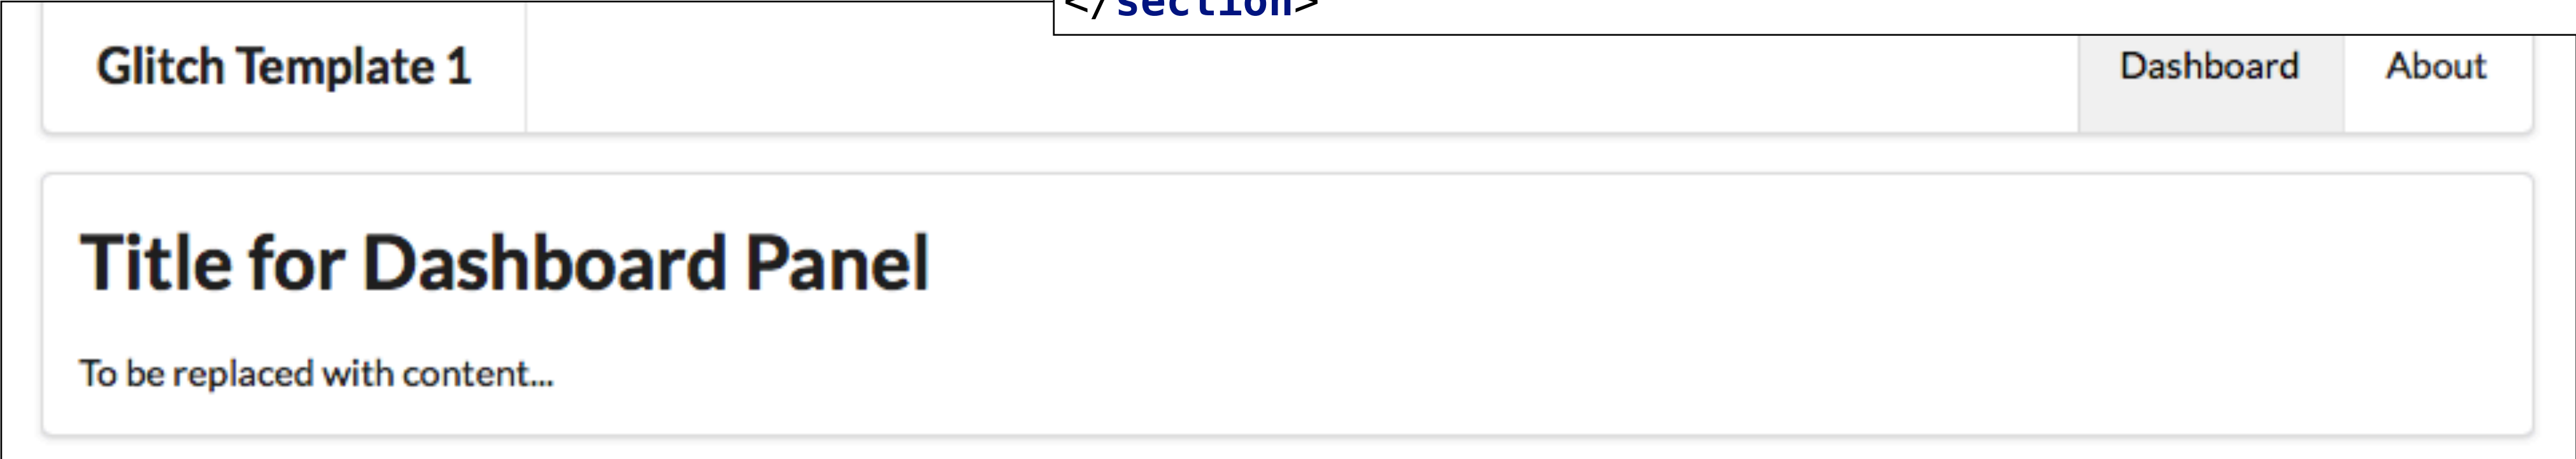 </section>
Glitch Template 1 Dashboard About
Title for Dashboard Panel
To be replaced with content...